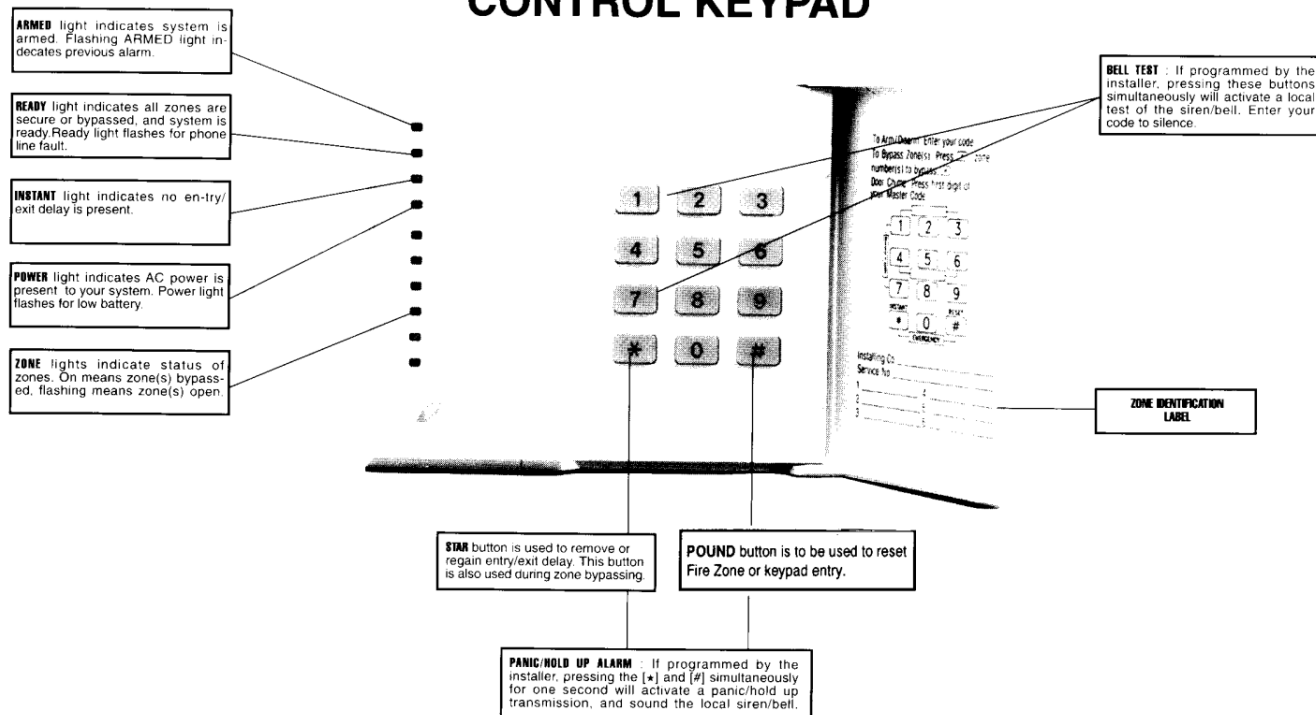 CONTROL KEYPAD
ARMED light indicates system is
armed. Flashing ARMED light in-
decates previous alarm.
READY light indicates all zones are
secure or bypassed, and system is
ready.Ready light flashes for phone
line fault.
INSTANT light indicates no en-try/
exit delay is present.
POWER light indicates AC power is
present to your system. Power light
flashes for low battery.
ZONE lights indicate status of
zones. On means zone(s) bypass-
ed, flashing means zone(s) open.
1 2 3
4 5 6
7 8 9
* 0 #
BELL TEST : If programmed by the
installer, pressing these buttons
simultaneously will activate a local
test of the siren/bell. Enter your
code to silence.
To Arm/Disarm Enter your code
To Bypass Zone(s) Press zone
number(s) to bypass
Door Chime Press first digit of
your Master Code
1 2 3
4 5 6
7 8 9
INSTANT RESET
* 0 #
EMERGENCY
Installing Co
Service No
1 4
2
3
ZONE IDENTIFICATION
LABEL
STAR button is used to remove or
regain entry/exit delay. This button
is also used during zone bypassing.
POUND button is to be used to reset
Fire Zone or keypad entry.
PANIC/HOLD UP ALARM : If programmed by the
installer, pressing the [*] and [#] simultaneously
for one second will activate a panic/hold up
transmission, and sound the local siren/bell.